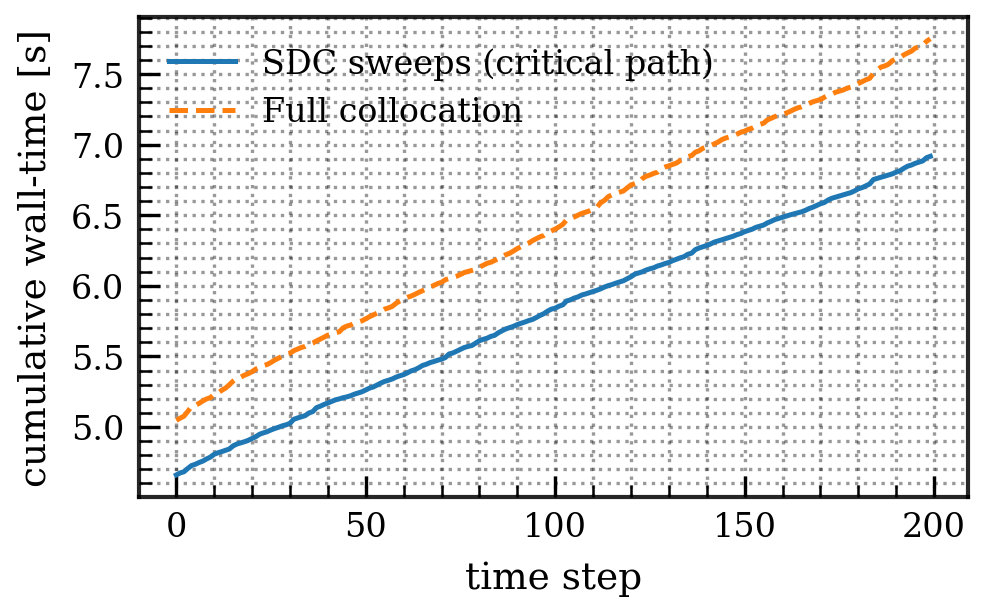 cumulative wall-time [s]
7.5
7.0
6.5
6.0
5.5
5.0
SDC sweeps (critical path)
Full collocation
0
50
100
150
200
time step